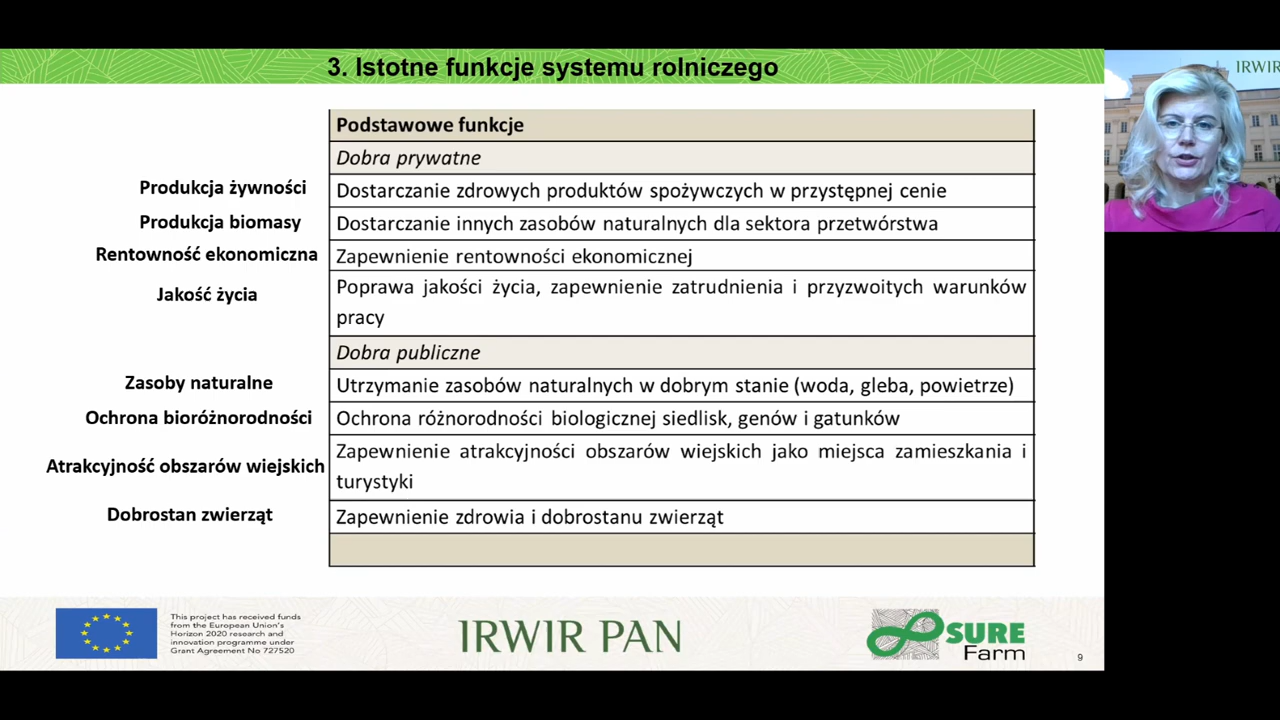 3. Istotne funkcje systemu rolniczego
IRWIR
Podstawowe funkcje
Dobra prywatne
Produkcja żywności
Dostarczanie zdrowych produktów spożywczych w przystępnej cenie
Produkcja biomasy
Dostarczanie innych zasobów naturalnych dla sektora przetwórstwa
Rentowność ekonomiczna
Zapewnienie rentowności ekonomicznej
Jakość życia
Poprawa jakości życia, zapewnienie zatrudnienia i przyzwoitych warunków
pracy
Dobra publiczne
Zasoby naturalne
Utrzymanie zasobów naturalnych w dobrym stanie (woda, gleba, powietrze)
Ochrona bioróżnorodności
Ochrona różnorodności biologicznej siedlisk, genów i gatunków
Atrakcyjność obszarów wiejskich
Zapewnienie atrakcyjności obszarów wiejskich jako miejsca zamieszkania i
turystyki
Dobrostan zwierząt
Zapewnienie zdrowia i dobrostanu zwierząt
This project has received funds
from the European Union's
Horizon 2020 research and
innovation programme under
Grant Agreement No 727520
IRWIR PAN
SURE
Farm
9